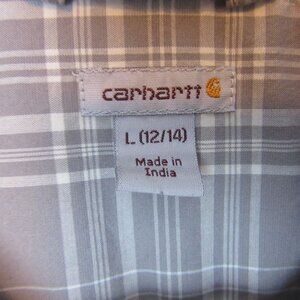 carhartt
L (12/14)
Made in
India